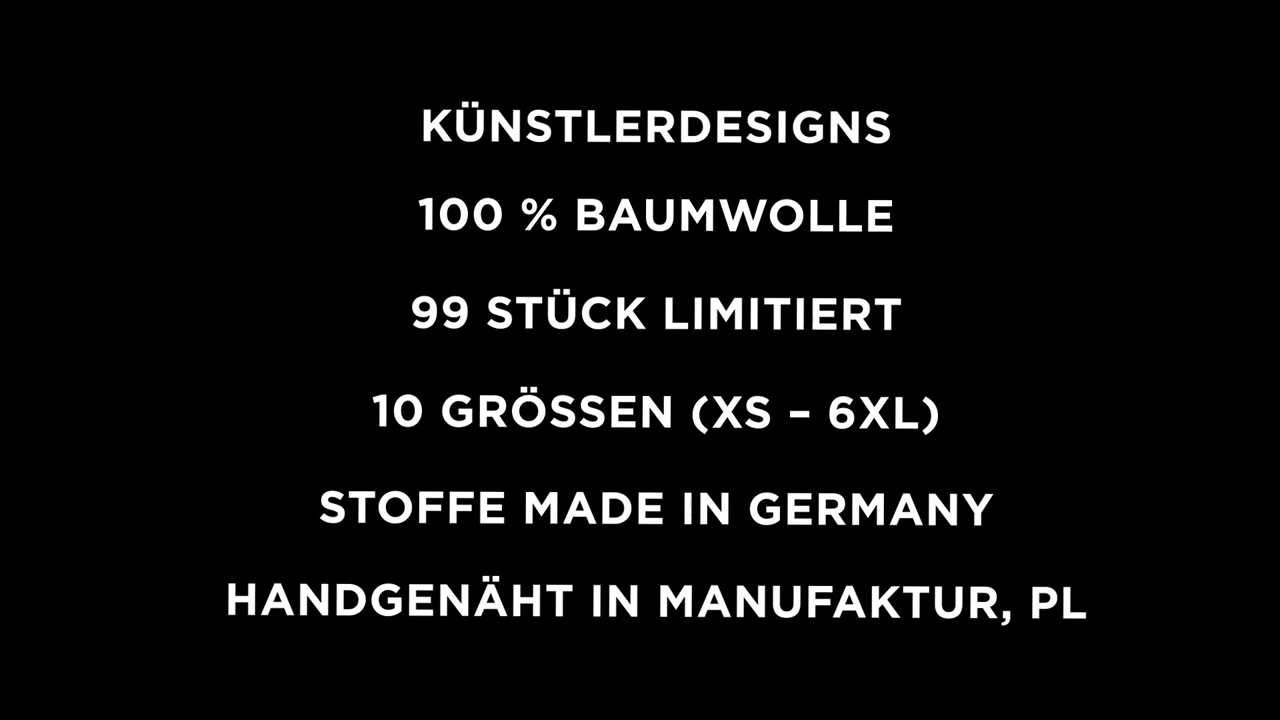 KÜNSTLERDESIGNS
100 % BAUMWOLLE
99 STÜCK LIMITIERT
10 GRÖSSEN (XS – 6XL)
STOFFE MADE IN GERMANY
HANDGENÄHT IN MANUFAKTUR, PL